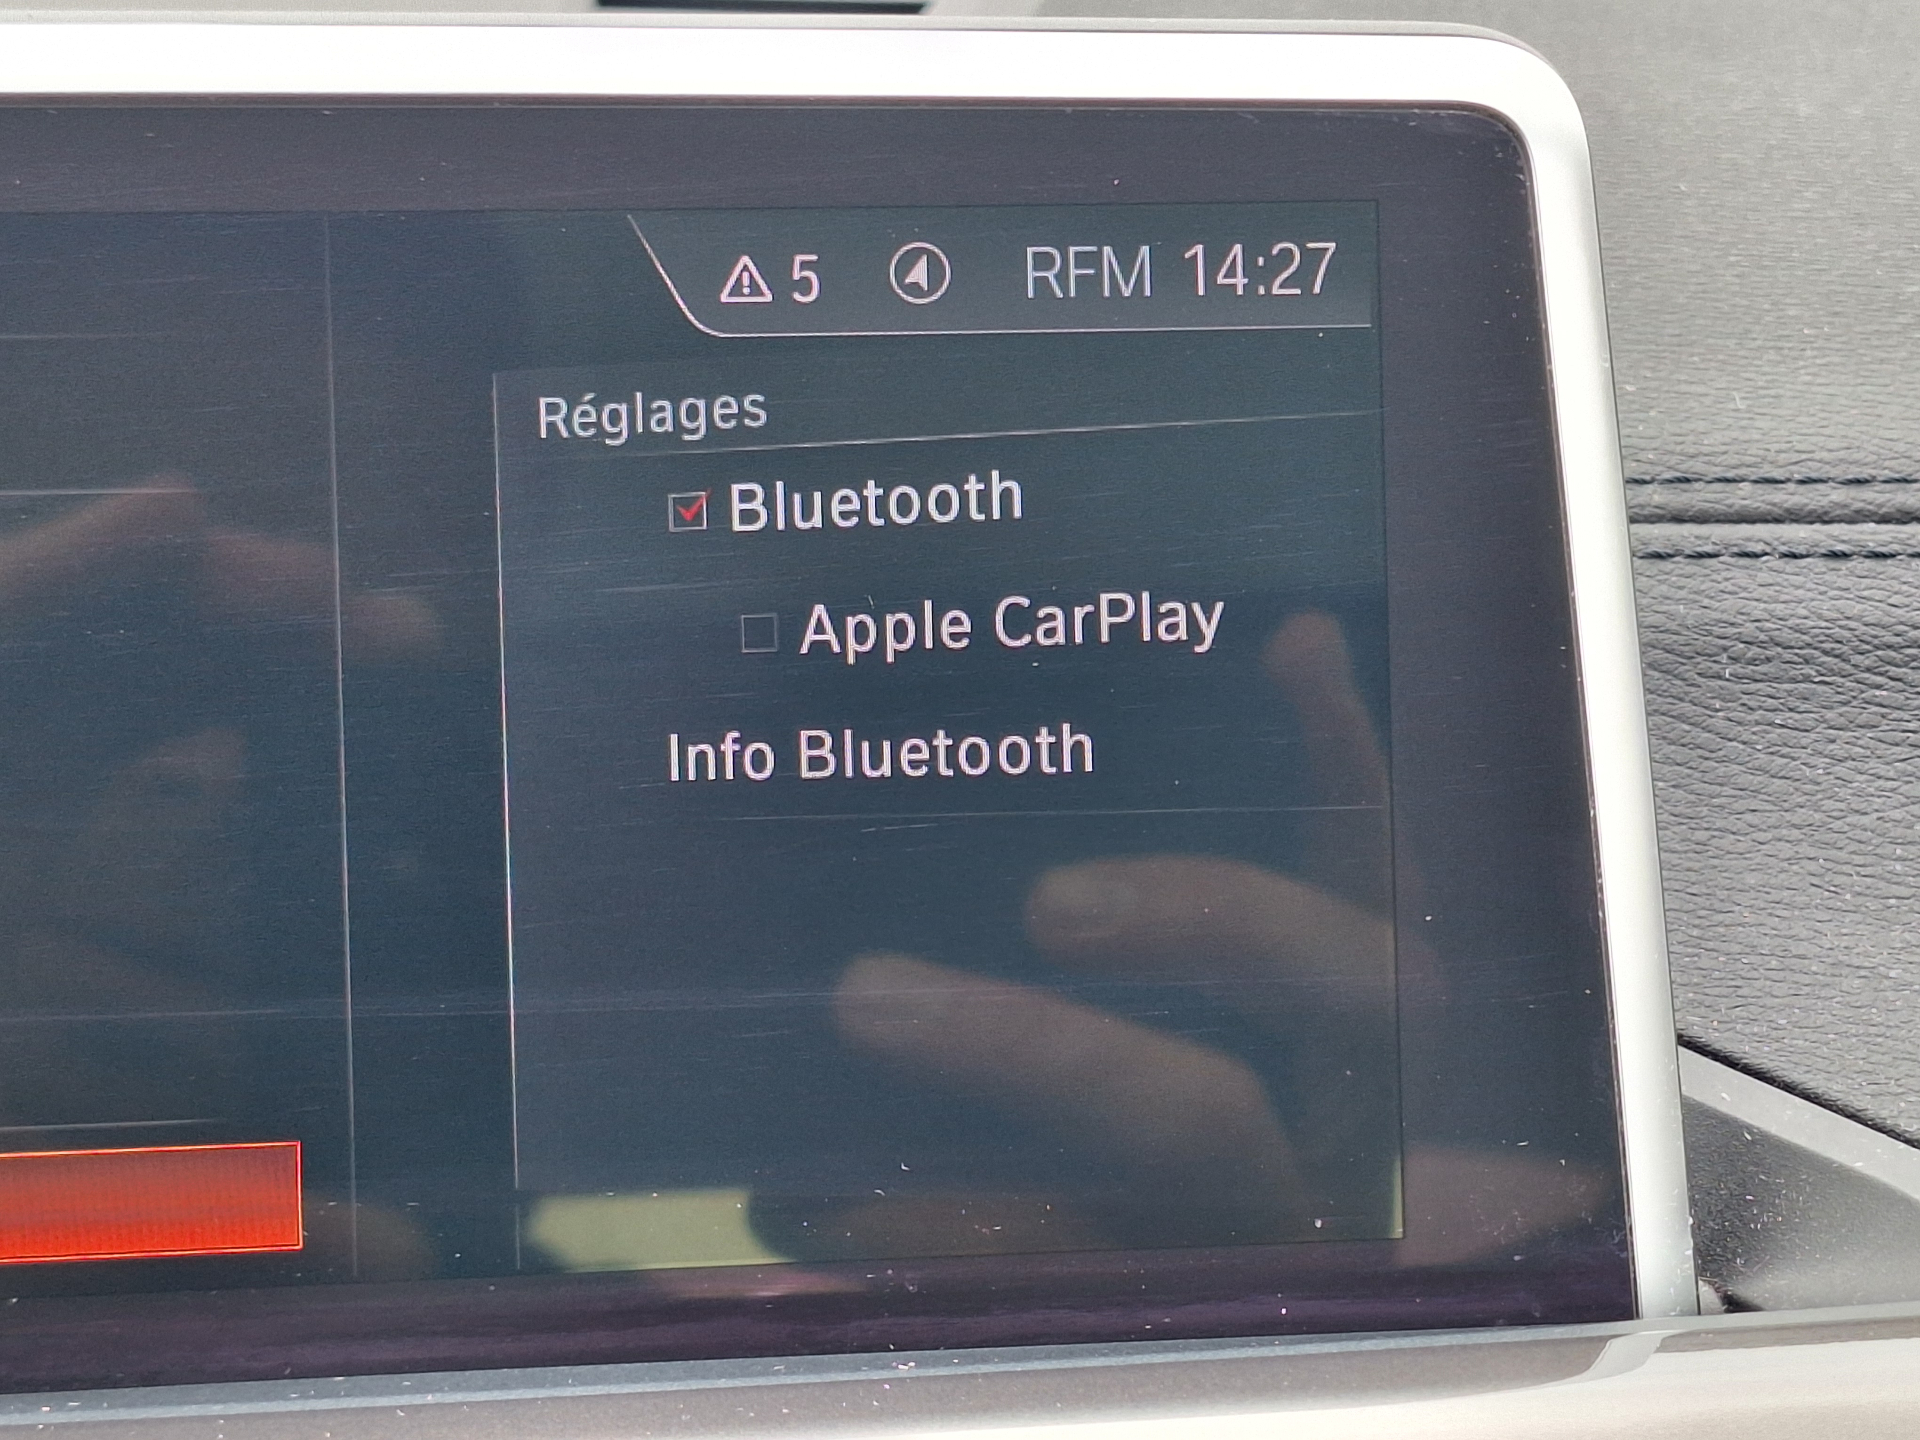 5 RFM 14:27
Réglages
Bluetooth
Apple CarPlay
Info Bluetooth